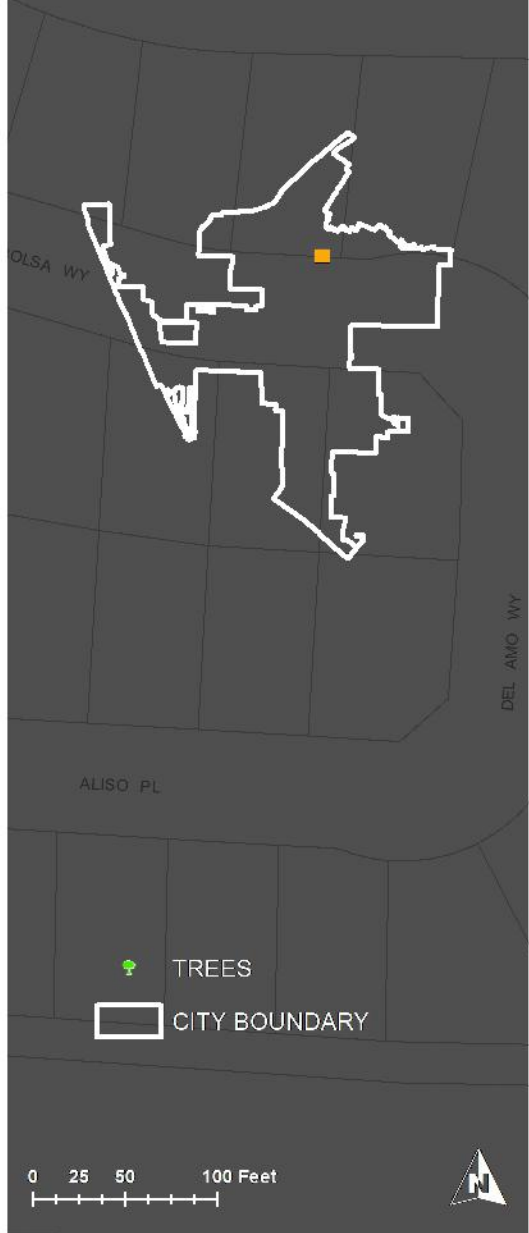 OLSA WY
DEL AMO WY
ALISO PL
TREES
CITY BOUNDARY
0 25 50 100 Feet
N